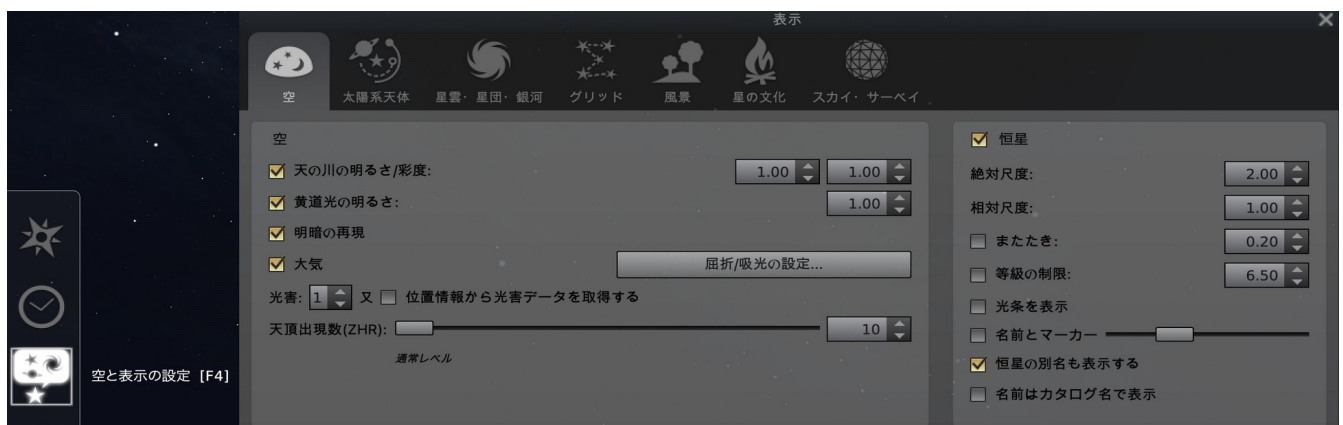 表示
空 太陽系天体 星雲・星団・銀河 グリッド 風景 星の文化 スカイ・サーベイ
空
天の川の明るさ/彩度: 1.00 1.00
黄道光の明るさ: 1.00
明暗の再現
大気 屈折/吸光の設定...
光害: 1 又 位置情報から光害データを取得する
天頂出現数(ZHR): 10
通常レベル
恒星
絶対尺度: 2.00
相対尺度: 1.00
またたき: 0.20
等級の制限: 6.50
光条を表示
名前とマーカー
恒星の別名も表示する
名前はカタログ名で表示
空と表示の設定 [F4]